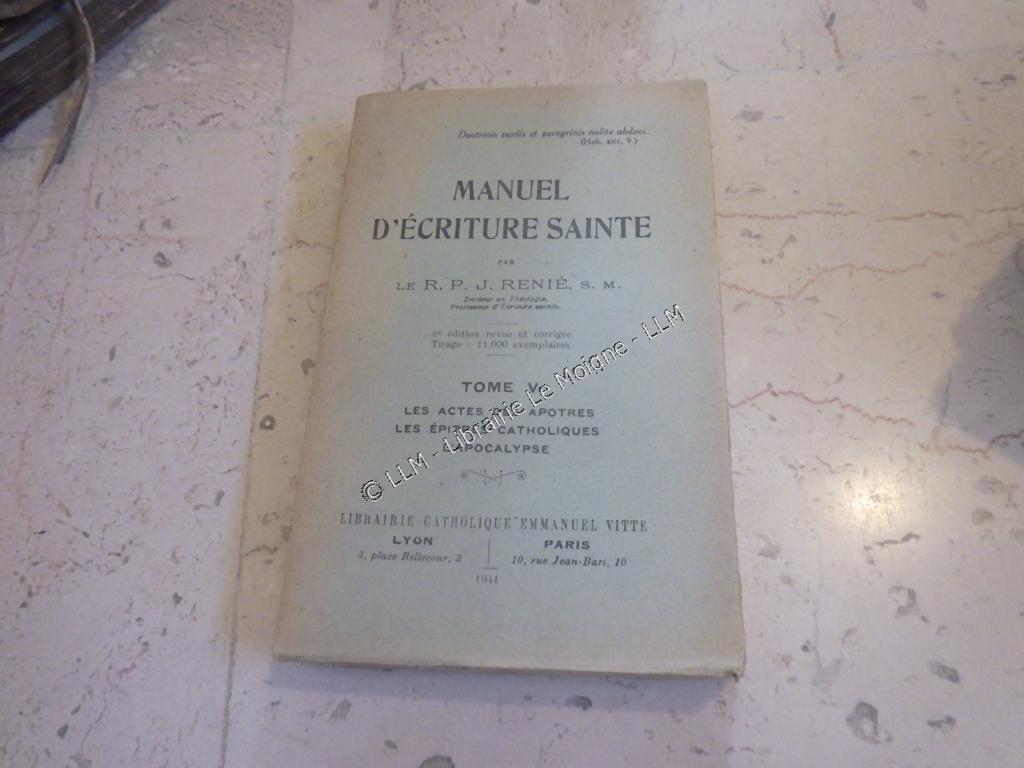 Doctrinis variis et peregrinis nolite abduci.
(Heb. XIII, 9.)
MANUEL
D'ÉCRITURE SAINTE
PAR
LE R. P. J. RENIÉ, S. M.
Docteur en Théologie,
Professeur d'Écriture sainte.
2e édition revue et corrigée
Tirage : 11.000 exemplaires
TOME V
LES ACTES APOTRES
LES CATHOLIQUES
APOCALYPSE
© LLM - Librairie Le Moigne - LLM
LIBRAIRIE CATHOLIQUE EMMANUEL VITTE
LYON
3, place Bellecour, 3
PARIS
10, rue Jean-Bart, 10
1941